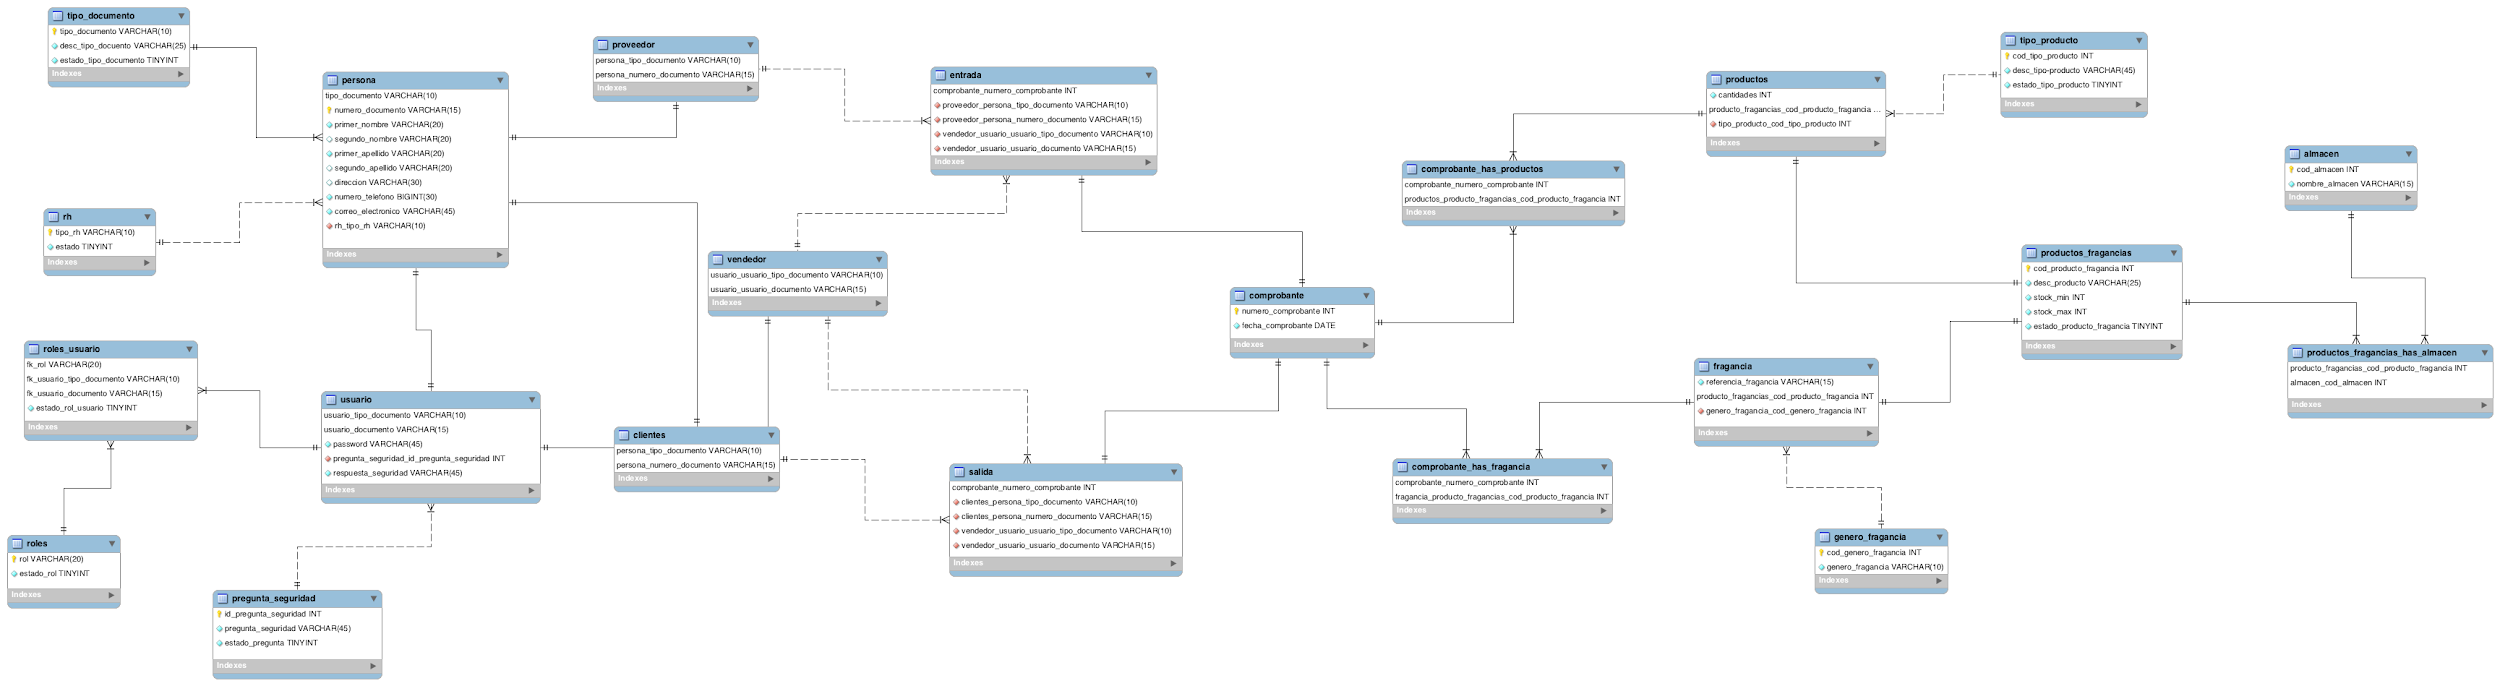 tipo_documento
tipo_documento VARCHAR(10)
desc_tipo_docuento VARCHAR(25)
estado_tipo_documento TINYINT
Indexes
persona
tipo_documento VARCHAR(10)
numero_documento VARCHAR(15)
primer_nombre VARCHAR(20)
segundo_nombre VARCHAR(20)
primer_apellido VARCHAR(20)
segundo_apellido VARCHAR(20)
direccion VARCHAR(30)
numero_telefono BIGINT(30)
correo_electronico VARCHAR(45)
rh_tipo_rh VARCHAR(10)
Indexes
rh
tipo_rh VARCHAR(10)
estado TINYINT
Indexes
roles_usuario
fk_rol VARCHAR(20)
fk_usuario_tipo_documento VARCHAR(10)
fk_usuario_documento VARCHAR(15)
estado_rol_usuario TINYINT
Indexes
roles
rol VARCHAR(20)
estado_rol TINYINT
Indexes
usuario
usuario_tipo_documento VARCHAR(10)
usuario_documento VARCHAR(15)
password VARCHAR(45)
pregunta_seguridad_id_pregunta_seguridad INT
respuesta_seguridad VARCHAR(45)
Indexes
pregunta_seguridad
id_pregunta_seguridad INT
pregunta_seguridad VARCHAR(45)
estado_pregunta TINYINT
Indexes
proveedor
persona_tipo_documento VARCHAR(10)
persona_numero_documento VARCHAR(15)
Indexes
entrada
comprobante_numero_comprobante INT
proveedor_persona_tipo_documento VARCHAR(10)
proveedor_persona_numero_documento VARCHAR(15)
vendedor_usuario_usuario_tipo_documento VARCHAR(10)
vendedor_usuario_usuario_documento VARCHAR(15)
Indexes
vendedor
usuario_usuario_tipo_documento VARCHAR(10)
usuario_usuario_documento VARCHAR(15)
Indexes
clientes
persona_tipo_documento VARCHAR(10)
persona_numero_documento VARCHAR(15)
Indexes
salida
comprobante_numero_comprobante INT
clientes_persona_tipo_documento VARCHAR(10)
clientes_persona_numero_documento VARCHAR(15)
vendedor_usuario_usuario_tipo_documento VARCHAR(10)
vendedor_usuario_usuario_documento VARCHAR(15)
Indexes
comprobante
numero_comprobante INT
fecha_comprobante DATE
Indexes
comprobante_has_productos
comprobante_numero_comprobante INT
productos_producto_fragancias_cod_producto_fragancia INT
Indexes
comprobante_has_fragancia
comprobante_numero_comprobante INT
fragancia_producto_fragancias_cod_producto_fragancia INT
Indexes
productos
cantidades INT
producto_fragancias_cod_producto_fragancia ...
tipo_producto_cod_tipo_producto INT
Indexes
tipo_producto
cod_tipo_producto INT
desc_tipo-producto VARCHAR(45)
estado_tipo_producto TINYINT
Indexes
fragancia
referencia_fragancia VARCHAR(15)
producto_fragancias_cod_producto_fragancia INT
genero_fragancia_cod_genero_fragancia INT
Indexes
genero_fragancia
cod_genero_fragancia INT
genero_fragancia VARCHAR(10)
Indexes
productos_fragancias
cod_producto_fragancia INT
desc_producto VARCHAR(25)
stock_min INT
stock_max INT
estado_producto_fragancia TINYINT
Indexes
almacen
cod_almacen INT
nombre_almacen VARCHAR(15)
Indexes
productos_fragancias_has_almacen
producto_fragancias_cod_producto_fragancia INT
almacen_cod_almacen INT
Indexes